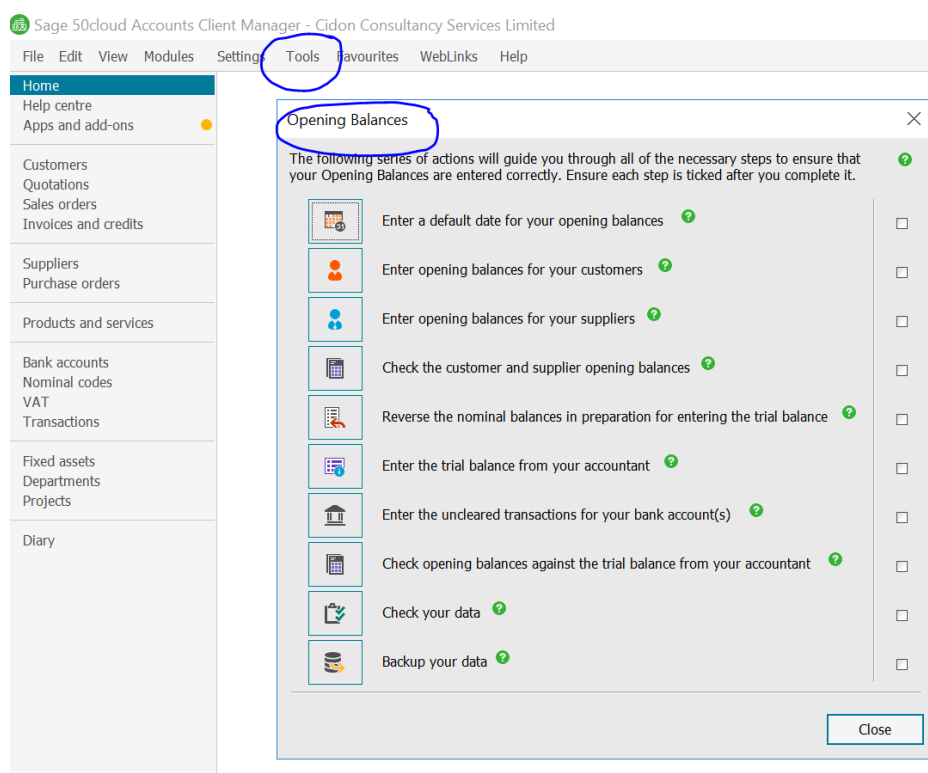 Sage 50cloud Accounts Client Manager - Cidon Consultancy Services Limited
File Edit View Modules Settings Tools Favourites WebLinks Help
Home
Help centre
Apps and add-ons
Customers
Quotations
Sales orders
Invoices and credits
Suppliers
Purchase orders
Products and services
Bank accounts
Nominal codes
VAT
Transactions
Fixed assets
Departments
Projects
Diary
Opening Balances
The following series of actions will guide you through all of the necessary steps to ensure that
your Opening Balances are entered correctly. Ensure each step is ticked after you complete it.
Enter a default date for your opening balances
Enter opening balances for your customers
Enter opening balances for your suppliers
Check the customer and supplier opening balances
Reverse the nominal balances in preparation for entering the trial balance
Enter the trial balance from your accountant
Enter the uncleared transactions for your bank account(s)
Check opening balances against the trial balance from your accountant
Check your data
Backup your data
Close